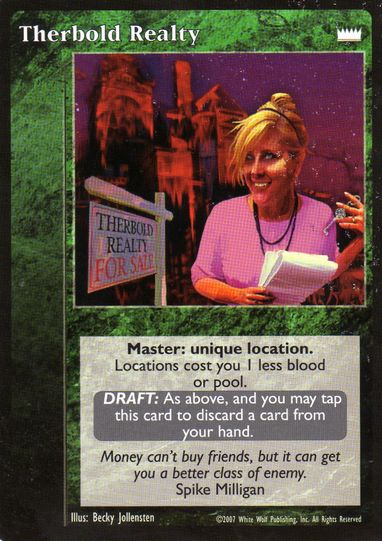 Therbold Realty
THERBOLD
REALTY
FOR SALE
Master: unique location.
Locations cost you 1 less blood
or pool.
DRAFT: As above, and you may tap
this card to discard a card from
your hand.
Money can't buy friends, but it can get
you a better class of enemy.
Spike Milligan
Illus: Becky Jollensten
©2007 White Wolf Publishing, Inc. All Rights Reserved